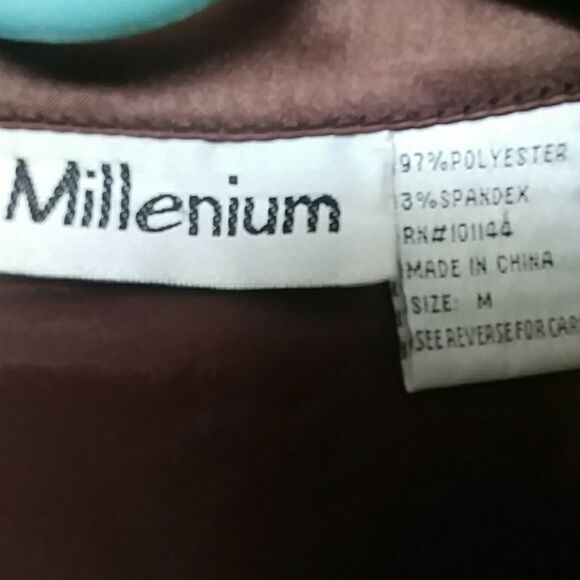 Millenium
97%POLYESTER
3%SPANDEX
RN#101144
MADE IN CHINA
SIZE: M
SEE REVERSE FOR CAR